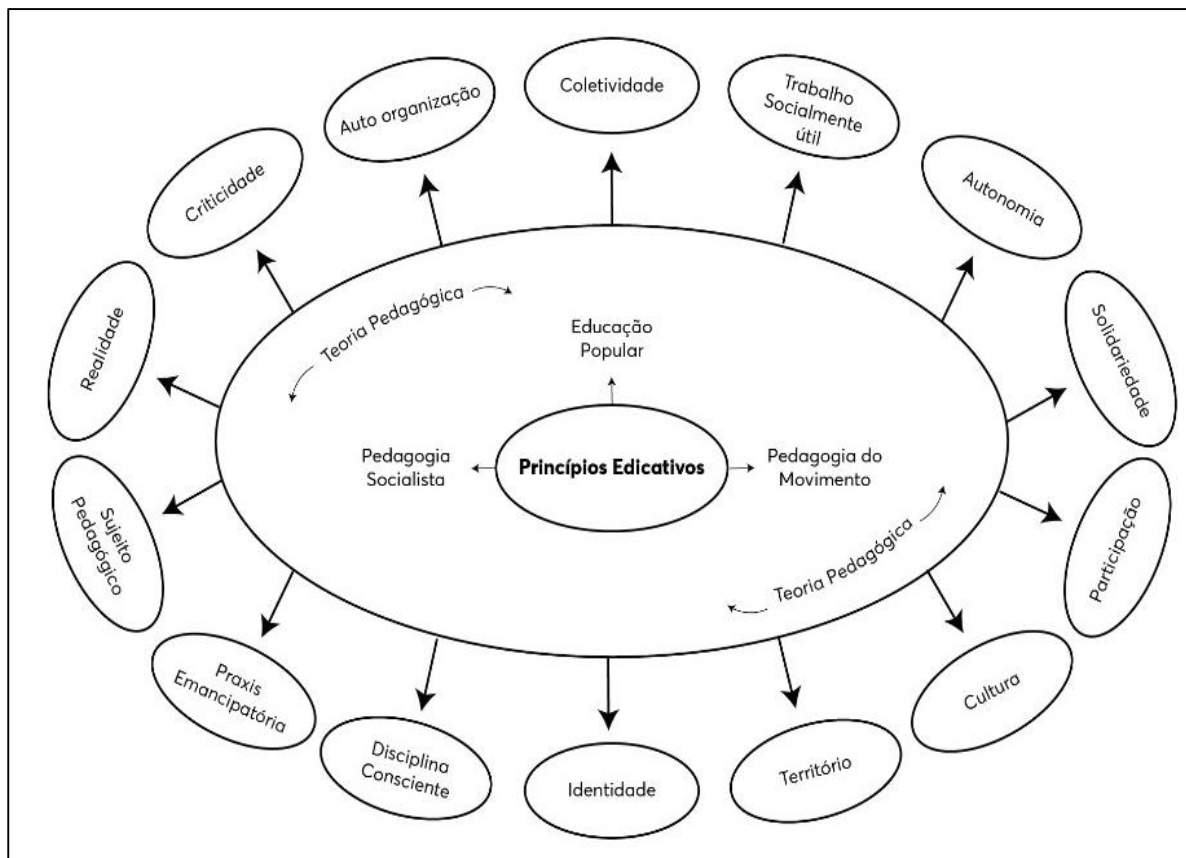 Coletividade
Trabalho
Socialmente
útil
Autonomia
Solidariedade
Participação
Cultura
Território
Identidade
Disciplina
Consciente
Praxis
Emancipatória
Sujeito
Pedagógico
Realidade
Criticidade
Auto organização
Teoria Pedagógica
Educação
Popular
Pedagogia
Socialista
Princípios Edicativos
Pedagogia do
Movimento
Teoria Pedagógica